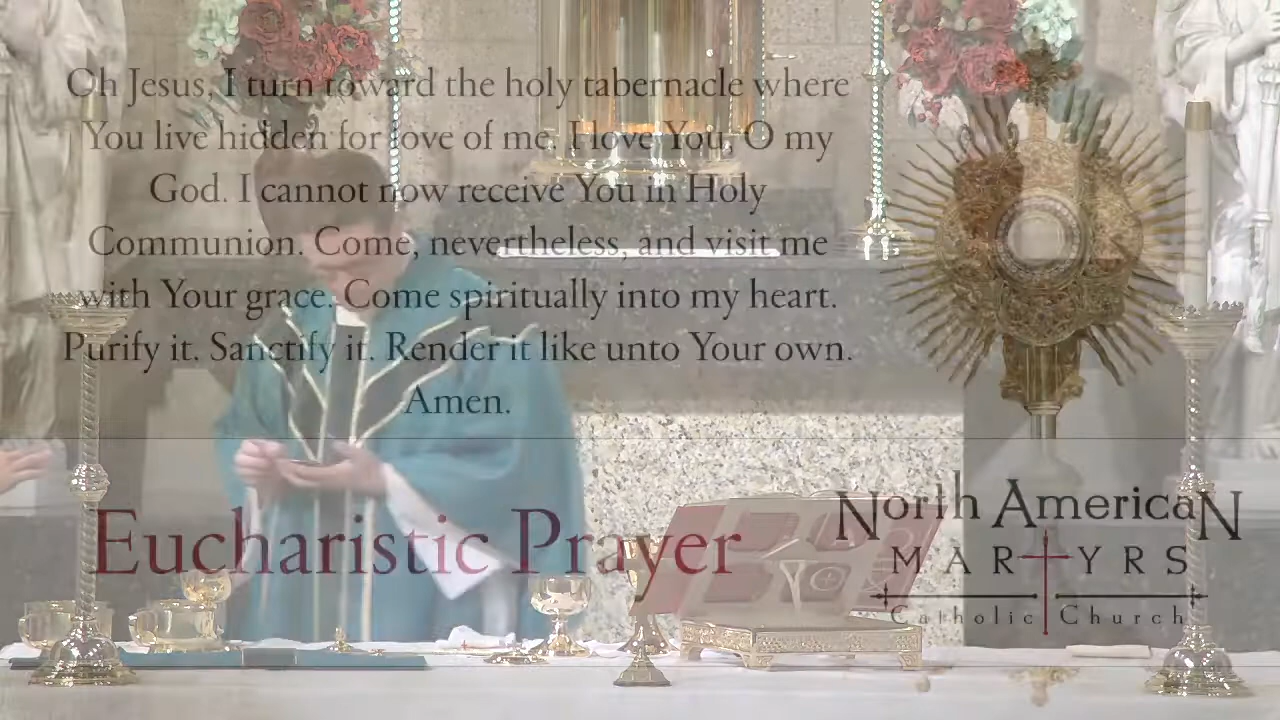 Oh Jesus, I turn toward the holy tabernacle where
You live hidden for love of me. I love You, O my
God. I cannot now receive You in Holy
Communion. Come, nevertheless, and visit me
with Your grace. Come spiritually into my heart.
Purify it. Sanctify it. Render it like unto Your own.
Amen.
Eucharistic Prayer
North American
MARTYRS
Catholic Church